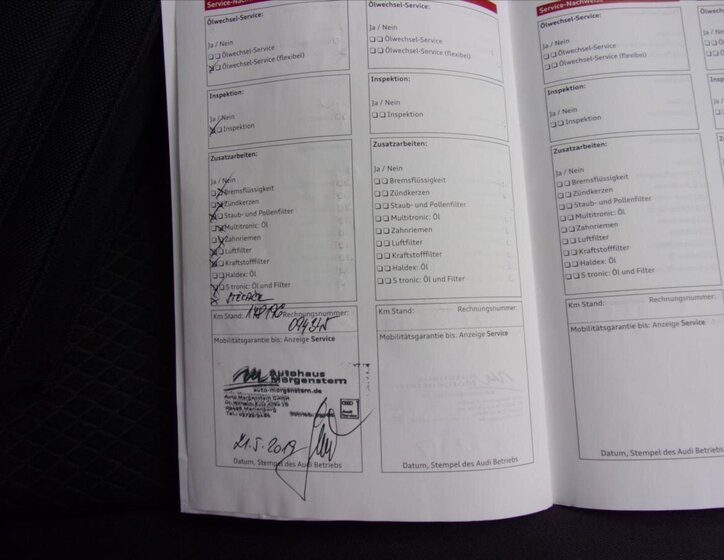 Service-Nachweise
Ölwechsel-Service:
Ja / Nein
Ölwechsel-Service
Ölwechsel-Service (flexibel)
Inspektion:
Ja / Nein
Inspektion
Zusatzarbeiten:
Ja / Nein
Bremsflüssigkeit
Zündkerzen
Staub- und Pollenfilter
Multitronic: Öl
Zahnriemen
Luftfilter
Kraftstofffilter
Haldex: Öl
S tronic: Öl und Filter
Km Stand:
Rechnungsnummer:
Mobilitätsgarantie bis: Anzeige Service
Autohaus
Morgenstern
auto-morgenstern.de
Auto Morgenstern GmbH
21.5.2019
Datum, Stempel des Audi Betriebs
Ölwechsel-Service:
Ja / Nein
Ölwechsel-Service
Ölwechsel-Service (flexibel)
Inspektion:
Ja / Nein
Inspektion
Zusatzarbeiten:
Ja / Nein
Bremsflüssigkeit
Zündkerzen
Staub- und Pollenfilter
Multitronic: Öl
Zahnriemen
Luftfilter
Kraftstofffilter
Haldex: Öl
S tronic: Öl und Filter
Km Stand:
Rechnungsnummer:
Mobilitätsgarantie bis: Anzeige Service
Datum, Stempel des Audi Betriebs
Service-Nachweise
Ölwechsel-Service:
Ja / Nein
Ölwechsel-Service
Ölwechsel-Service (flexibel)
Inspektion:
Ja / Nein
Inspektion
Zusatzarbeiten:
Ja / Nein
Bremsflüssigkeit
Zündkerzen
Staub- und Pollenfilter
Multitronic: Öl
Zahnriemen
Luftfilter
Kraftstofffilter
Haldex: Öl
S tronic: Öl und Filter
Km Stand:
Rechnungsnummer:
Mobilitätsgarantie bis: Anzeige Service
Datum, Stempel des Audi Betriebs